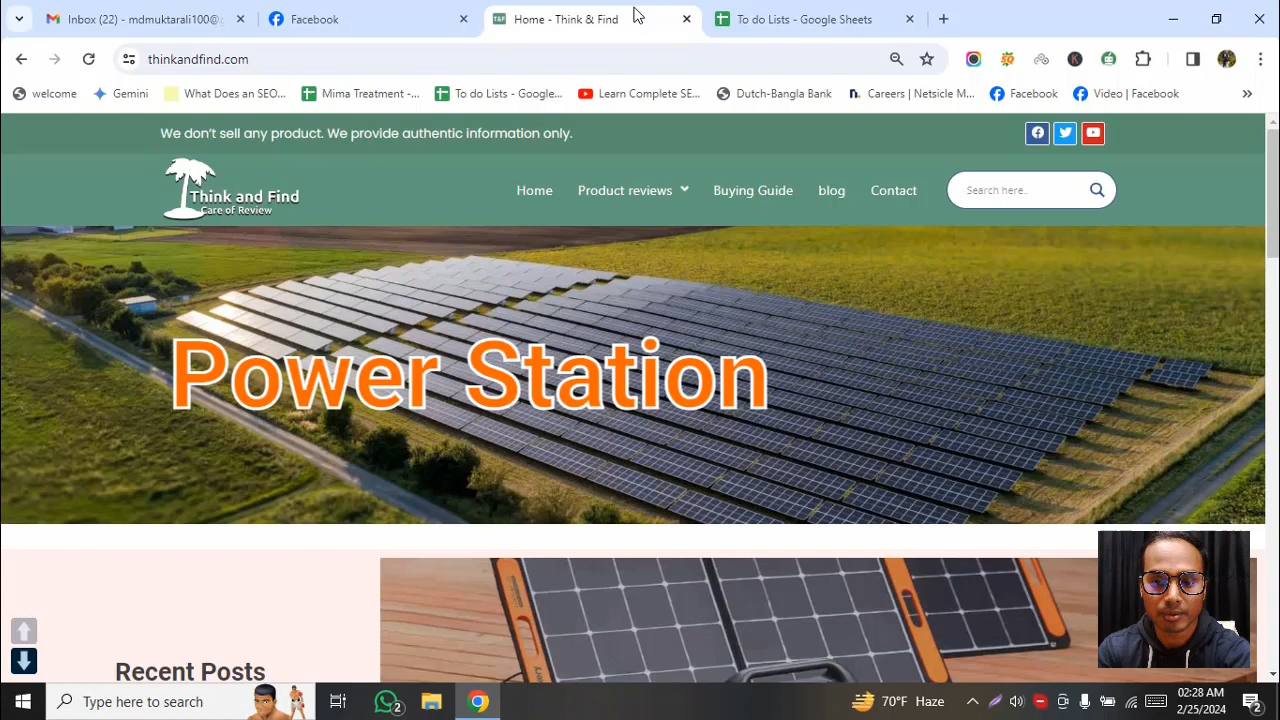 Inbox (22) - mdmuktarali100@g
Facebook
Home - Think & Find
To do Lists - Google Sheets
thinkandfind.com
welcome
Gemini
What Does an SEO...
Mima Treatment -...
To do Lists - Google...
Learn Complete SE...
Dutch-Bangla Bank
Careers | Netsicle M...
Facebook
Video | Facebook
We don't sell any product. We provide authentic information only.
Think and Find
Care of Review
Home
Product reviews
Buying Guide
blog
Contact
Search here..
Power Station
Recent Posts
Type here to search
2
70°F Haze
02:28 AM
2/25/2024
2